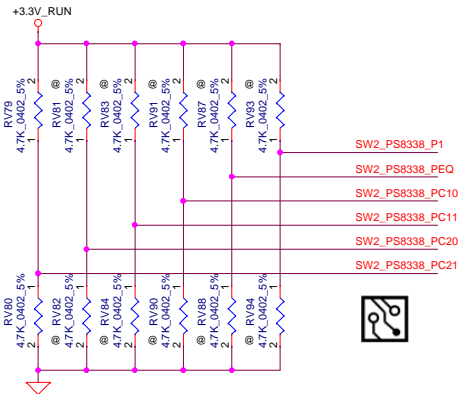 +3.3V_RUN
RV79 4.7K_0402_5% 2 1
RV81 @ 4.7K_0402_5% 2 1
RV83 @ 4.7K_0402_5% 2 1
RV91 @ 4.7K_0402_5% 2 1
RV87 @ 4.7K_0402_5% 2 1
RV93 @ 4.7K_0402_5% 2 1
SW2_PS8338_P1
SW2_PS8338_PEQ
SW2_PS8338_PC10
SW2_PS8338_PC11
SW2_PS8338_PC20
SW2_PS8338_PC21
RV80 4.7K_0402_5% 1 2
@ RV82 4.7K_0402_5% 1 2
@ RV84 4.7K_0402_5% 1 2
@ RV90 4.7K_0402_5% 1 2
@ RV88 4.7K_0402_5% 1 2
@ RV94 4.7K_0402_5% 1 2